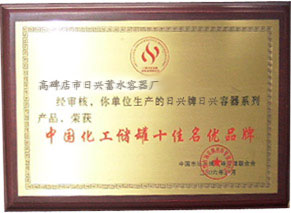 高碑店市日兴蓄水容器厂
经审核，你单位生产的日兴牌日兴容器系列
产品，荣获
中国化工储罐十佳名优品牌